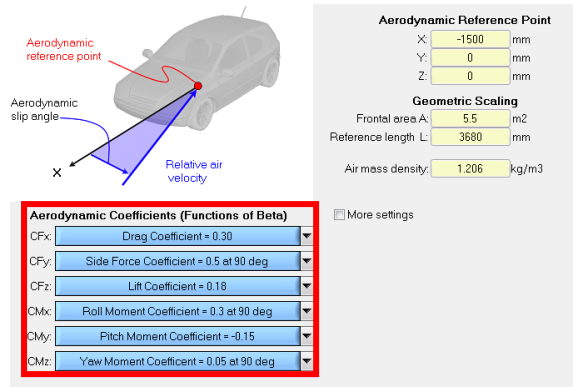 Aerodynamic
reference point
Aerodynamic
slip angle
X
Relative air
velocity
Aerodynamic Reference Point
X: -1500 mm
Y: 0 mm
Z: 0 mm
Geometric Scaling
Frontal area A: 5.5 m2
Reference length L: 3680 mm
Air mass density: 1.206 kg/m3
More settings
Aerodynamic Coefficients (Functions of Beta)
CFx: Drag Coefficient = 0.30
CFy: Side Force Coefficient = 0.5 at 90 deg
CFz: Lift Coefficient = 0.18
CMx: Roll Moment Coefficient = 0.3 at 90 deg
CMy: Pitch Moment Coefficient = -0.15
CMz: Yaw Moment Coefficent = 0.05 at 90 deg